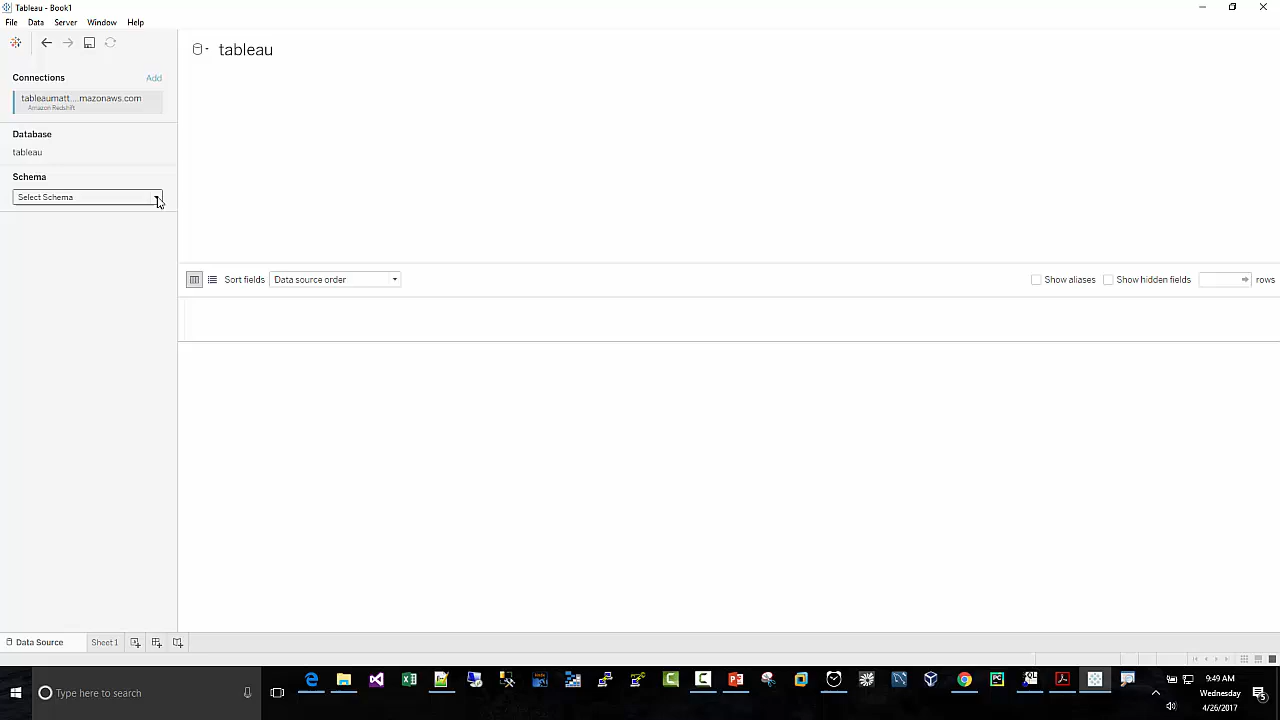 Tableau - Book1
File Data Server Window Help
tableau
Connections Add
tableaumatt....mazonaws.com
Amazon Redshift
Database
tableau
Schema
Select Schema
Sort fields Data source order Show aliases Show hidden fields rows
Data Source Sheet 1
Type here to search
9:49 AM
Wednesday
4/26/2017